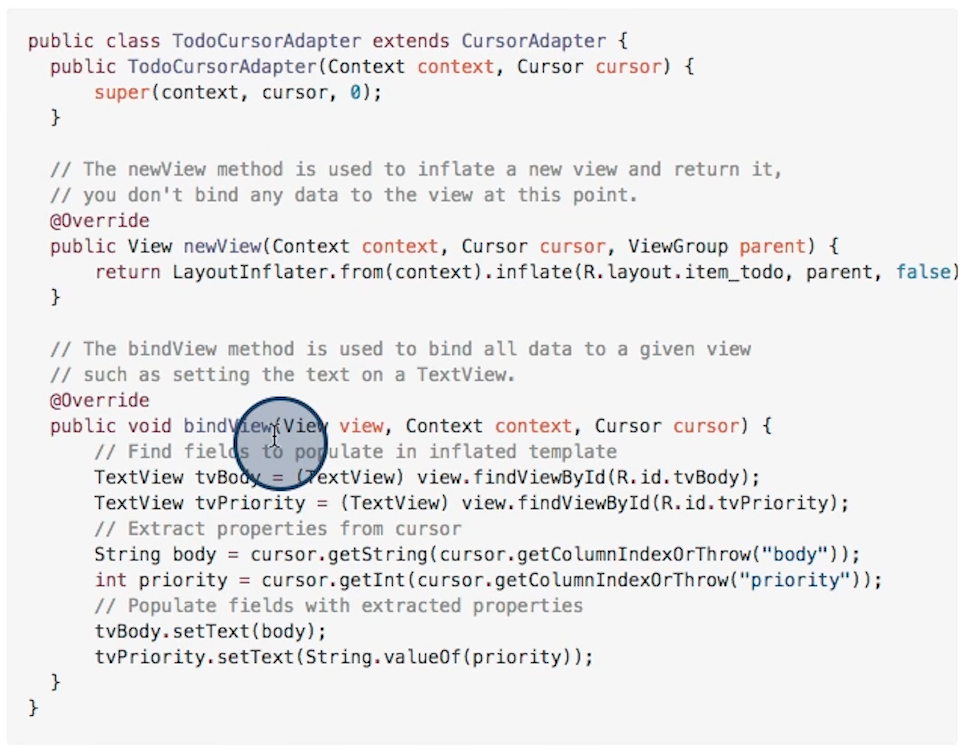 public class TodoCursorAdapter extends CursorAdapter {
public TodoCursorAdapter(Context context, Cursor cursor) {
super(context, cursor, 0);
}
// The newView method is used to inflate a new view and return it,
// you don't bind any data to the view at this point.
@Override
public View newView(Context context, Cursor cursor, ViewGroup parent) {
return LayoutInflater.from(context).inflate(R.layout.item_todo, parent, false)
}
// The bindView method is used to bind all data to a given view
// such as setting the text on a TextView.
@Override
public void bindView(View view, Context context, Cursor cursor) {
// Find fields to populate in inflated template
TextView tvBody = (TextView) view.findViewById(R.id.tvBody);
TextView tvPriority = (TextView) view.findViewById(R.id.tvPriority);
// Extract properties from cursor
String body = cursor.getString(cursor.getColumnIndexOrThrow("body"));
int priority = cursor.getInt(cursor.getColumnIndexOrThrow("priority"));
// Populate fields with extracted properties
tvBody.setText(body);
tvPriority.setText(String.valueOf(priority));
}
}